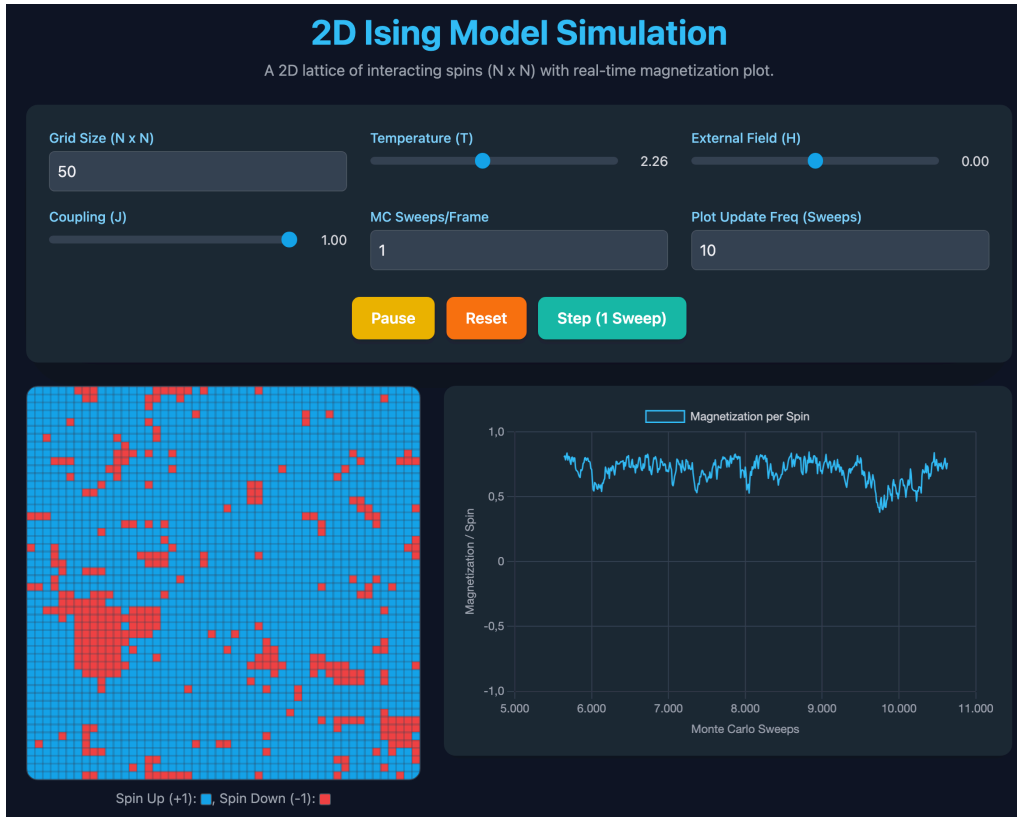 2D Ising Model Simulation
A 2D lattice of interacting spins (N x N) with real-time magnetization plot.
Grid Size (N x N)
50
Temperature (T)
2.26
External Field (H)
0.00
Coupling (J)
1.00
MC Sweeps/Frame
1
Plot Update Freq (Sweeps)
10
Pause
Reset
Step (1 Sweep)
Spin Up (+1): , Spin Down (-1):
Magnetization per Spin
Magnetization / Spin
1,0
0,5
0
-0,5
-1,0
5.000
6.000
7.000
8.000
9.000
10.000
11.000
Monte Carlo Sweeps